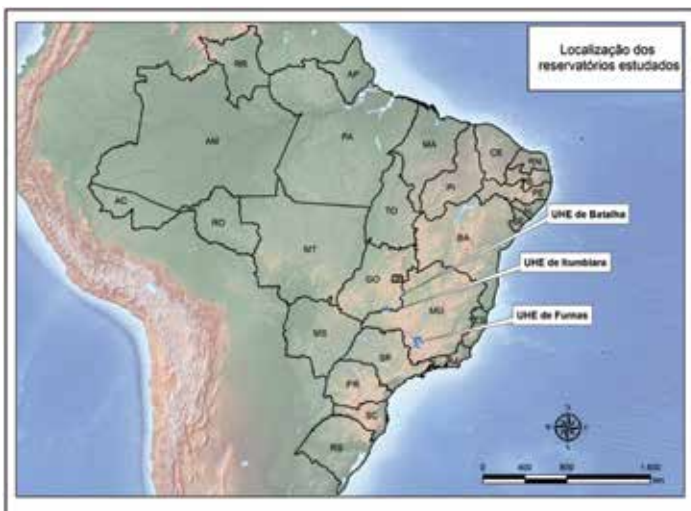 Localização dos
reservatórios estudados
RR
AP
AM
PA
MA
CE
RN
PI
PE
AC
RO
TO
MT
BA
UHE de Batalha
GO
UHE de Itumbiara
MG
MS
UHE de Furnas
SP
PR
SC
RS
0 400 800 1.600
km